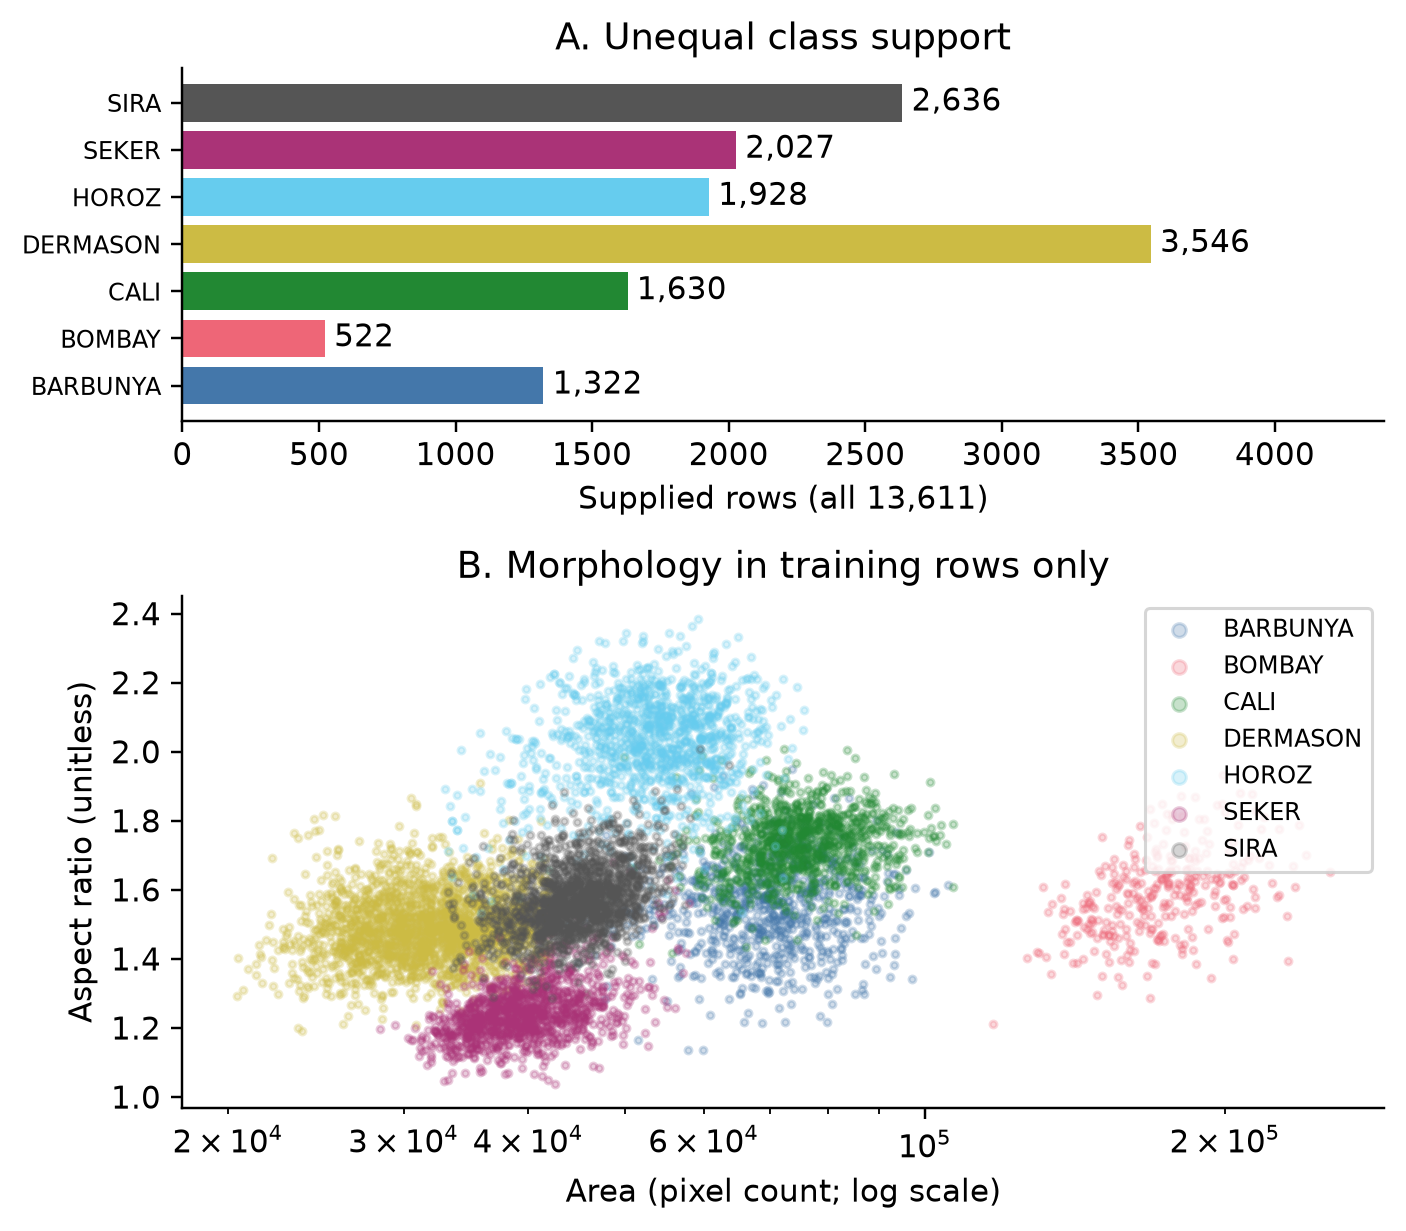 A. Unequal class support
SIRA 2,636
SEKER 2,027
HOROZ 1,928
DERMASON 3,546
CALI 1,630
BOMBAY 522
BARBUNYA 1,322
0 500 1000 1500 2000 2500 3000 3500 4000
Supplied rows (all 13,611)
B. Morphology in training rows only
Aspect ratio (unitless)
2.4
2.2
2.0
1.8
1.6
1.4
1.2
1.0
BARBUNYA
BOMBAY
CALI
DERMASON
HOROZ
SEKER
SIRA
2 × 10⁴ 3 × 10⁴ 4 × 10⁴ 6 × 10⁴ 10⁵ 2 × 10⁵
Area (pixel count; log scale)